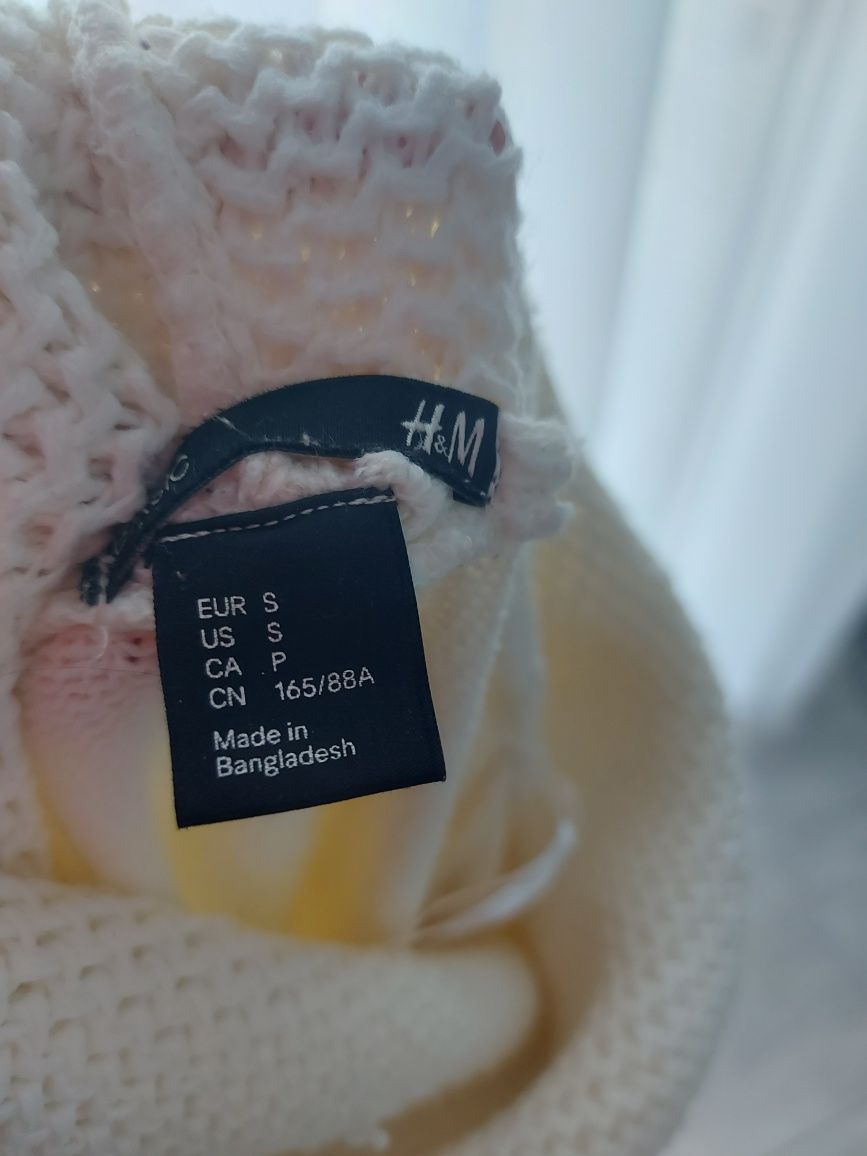 H&M
EUR S
US S
CA P
CN 165/88A
Made in
Bangladesh